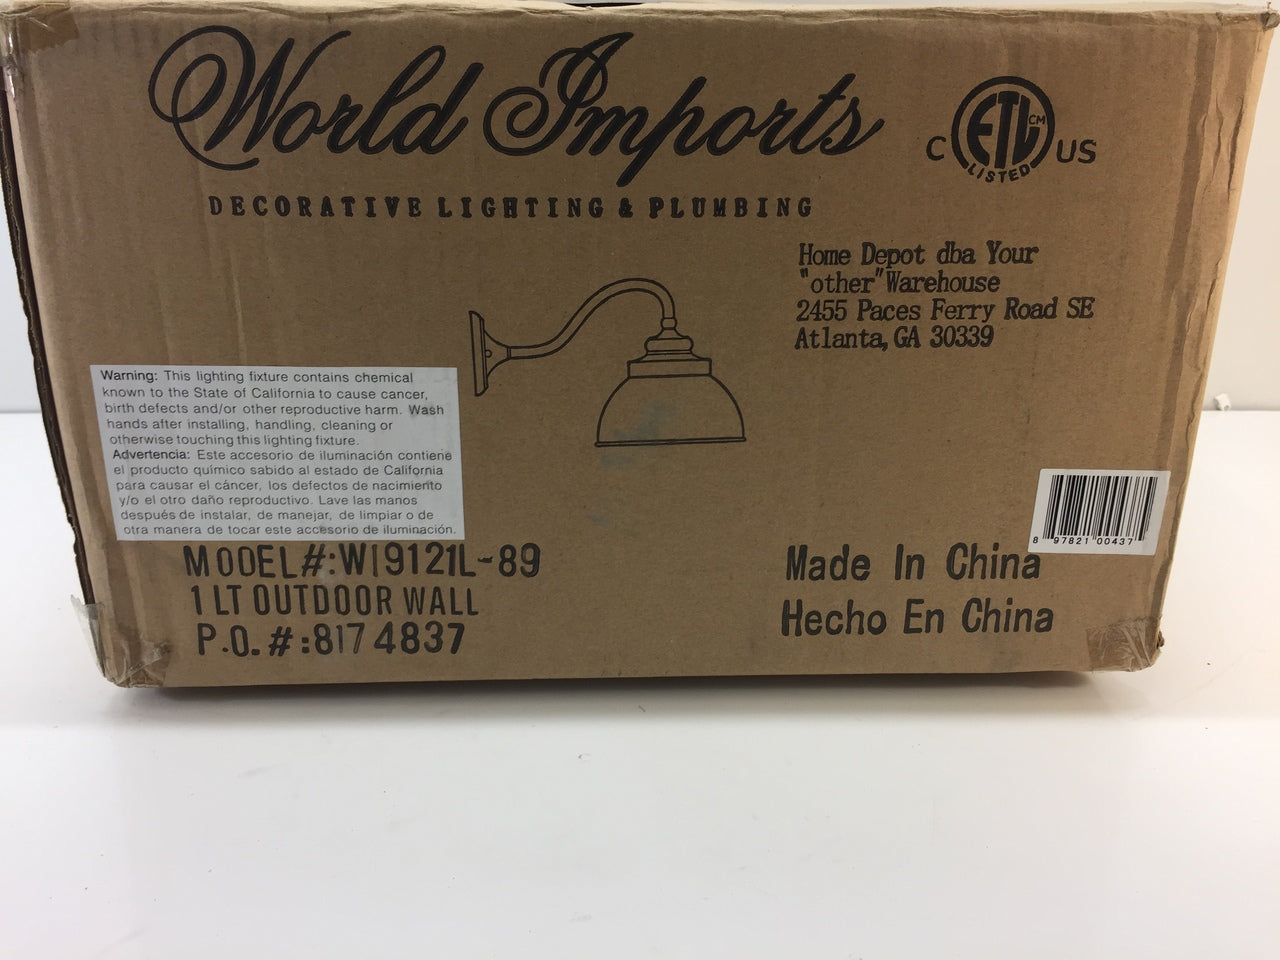 World Imports
DECORATIVE LIGHTING & PLUMBING
C ETL CM US
LISTED
Home Depot dba Your
"other"Warehouse
2455 Paces Ferry Road SE
Atlanta, GA 30339
Warning: This lighting fixture contains chemical
known to the State of California to cause cancer,
birth defects and/or other reproductive harm. Wash
hands after installing, handling, cleaning or
otherwise touching this lighting fixture.
Advertencia: Este accesorio de iluminación contiene
el producto químico sabido al estado de California
para causar el cáncer, los defectos de nacimiento
y/o el otro daño reproductivo. Lave las manos
después de instalar, de manejar, de limpiar o de
otra manera de tocar este accesorio de iluminación.
8 97821 00437
MODEL#:WI9121L-89
1 LT OUTDOOR WALL
P.O.#:8174837
Made In China
Hecho En China